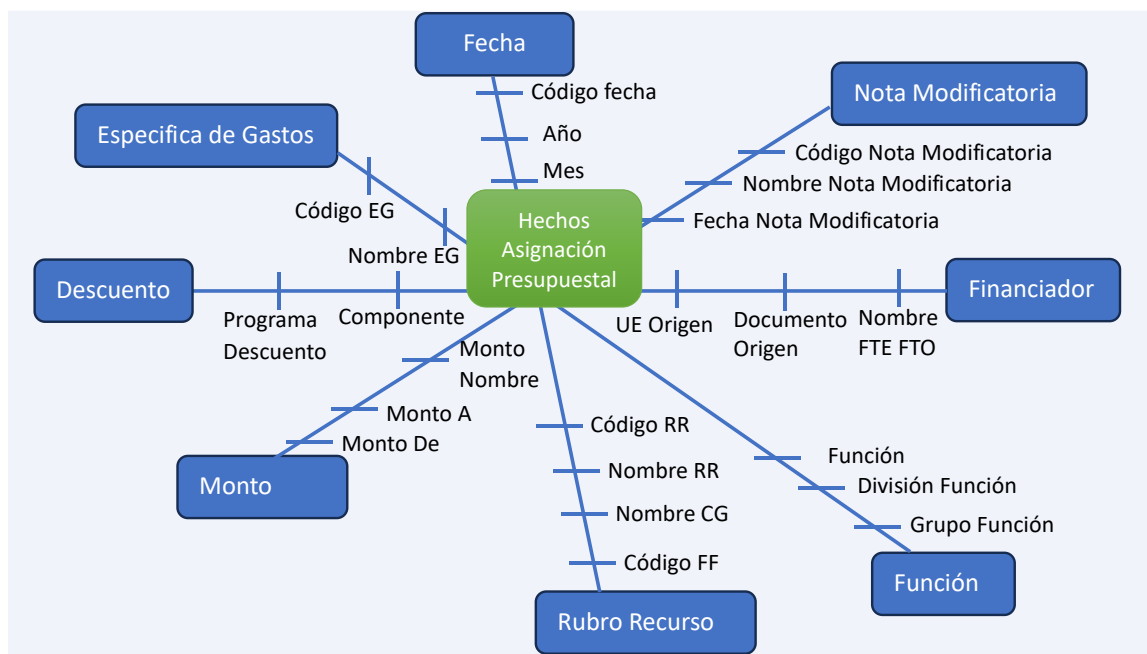 Fecha
Código fecha
Año
Mes
Nota Modificatoria
Código Nota Modificatoria
Nombre Nota Modificatoria
Fecha Nota Modificatoria
Especifica de Gastos
Código EG
Nombre EG
Hechos
Asignación
Presupuestal
Descuento
Programa
Descuento
Componente
Financiador
UE Origen
Documento
Origen
Nombre
FTE FTO
Monto
Nombre
Monto A
Monto De
Monto
Código RR
Nombre RR
Nombre CG
Código FF
Rubro Recurso
Función
División Función
Grupo Función
Función